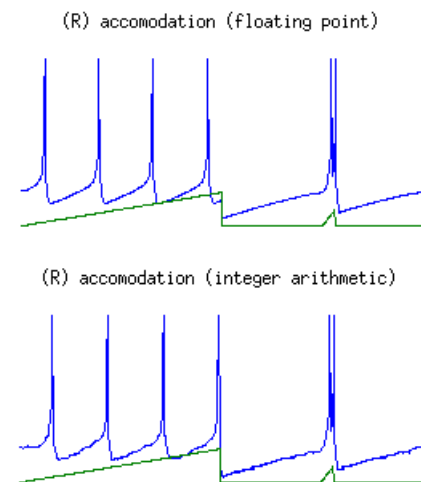 (R) accomodation (floating point)
(R) accomodation (integer arithmetic)